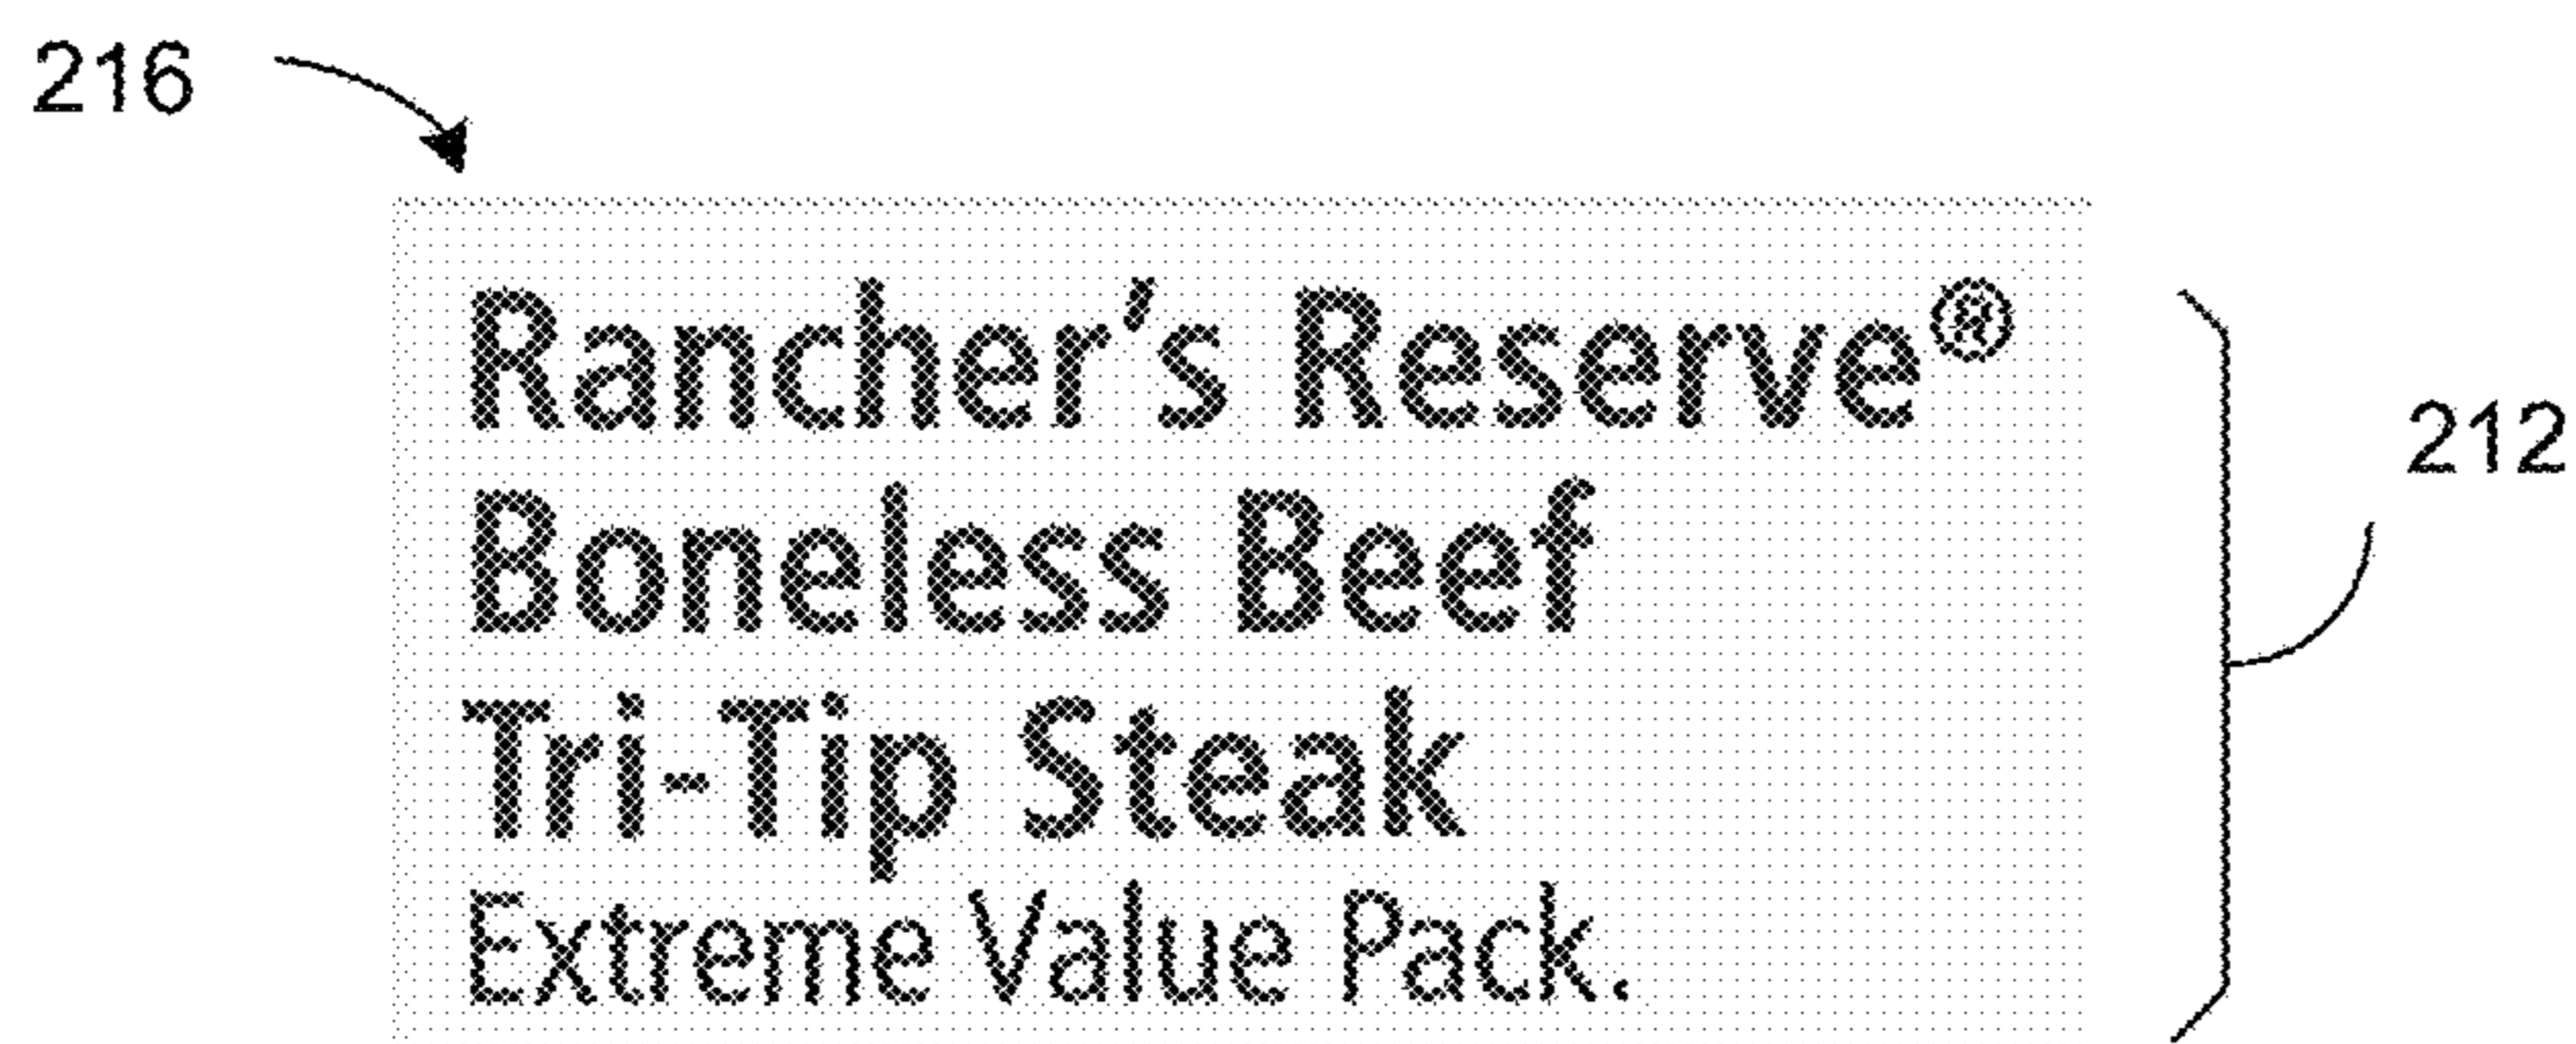 216
Rancher's Reserve®
Boneless Beef
Tri-Tip Steak
Extreme Value Pack.
212